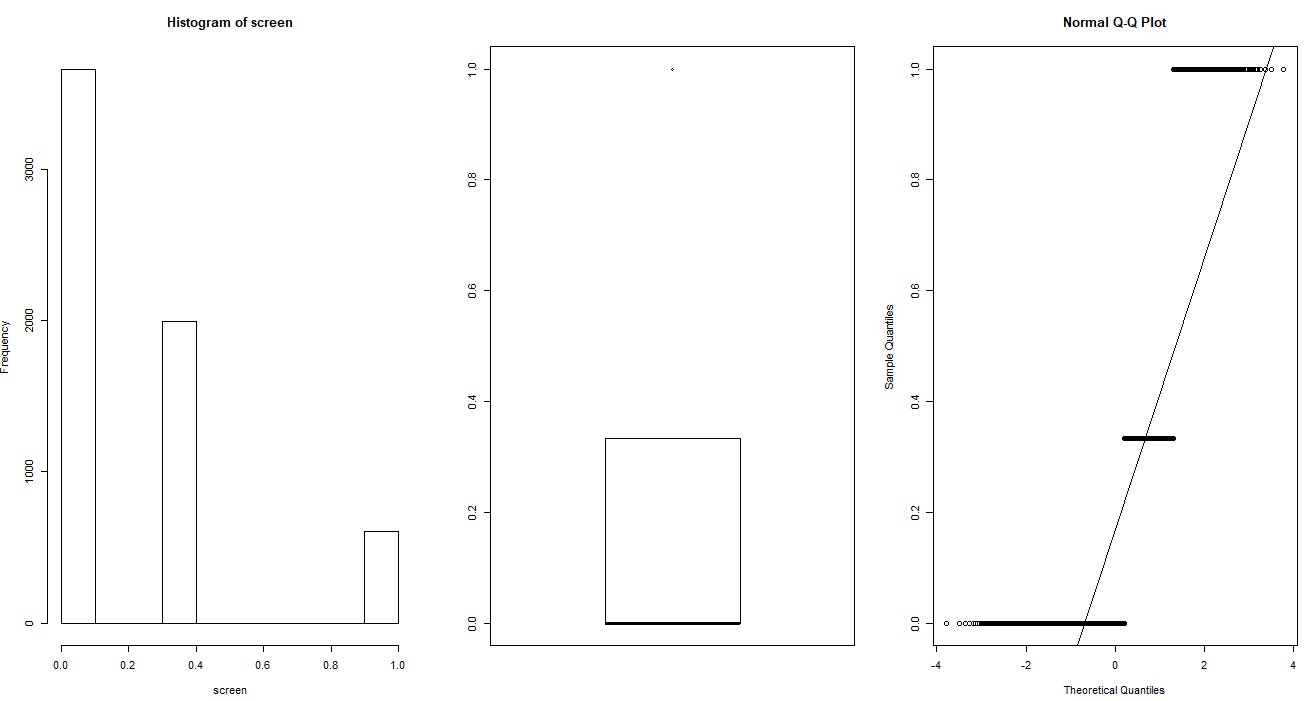 Histogram of screen
Frequency
3000
2000
1000
0
0.0 0.2 0.4 0.6 0.8 1.0
screen
1.0
0.8
0.6
0.4
0.2
0.0
Normal Q-Q Plot
Sample Quantiles
1.0
0.8
0.6
0.4
0.2
0.0
-4 -2 0 2 4
Theoretical Quantiles